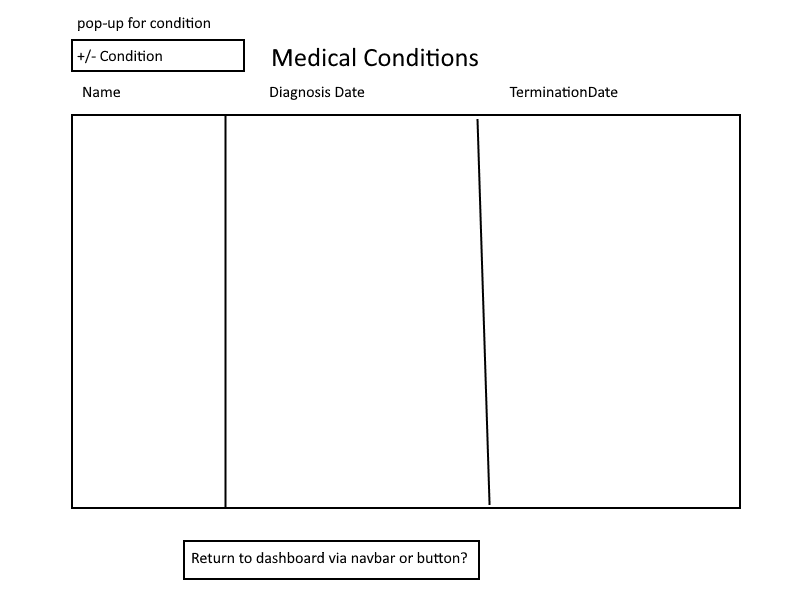 pop-up for condition
+/- Condition
Medical Conditions
Name
Diagnosis Date
TerminationDate
Return to dashboard via navbar or button?